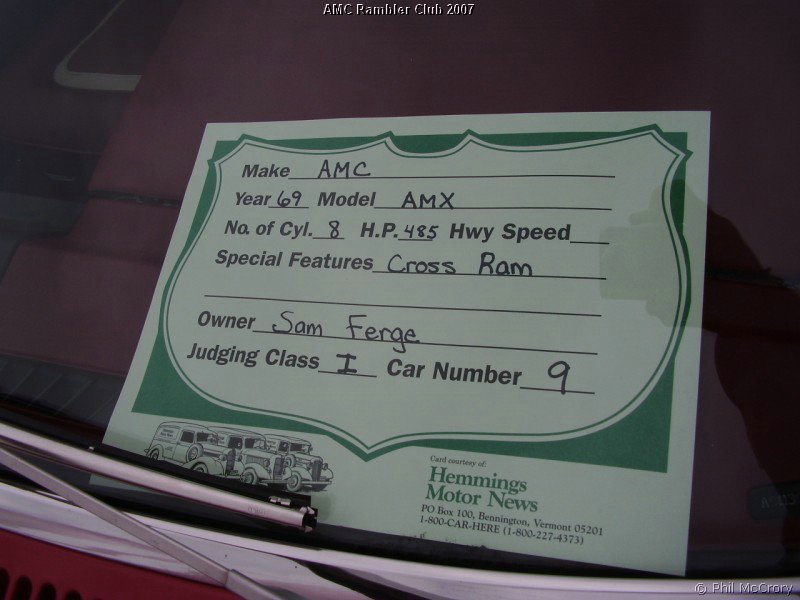 AMC Rambler Club 2007
Make AMC
Year 69 Model AMX
No. of Cyl. 8 H.P. 485 Hwy Speed
Special Features Cross Ram
Owner Sam Ferge
Judging Class I Car Number 9
Card courtesy of:
Hemmings
Motor News
PO Box 100, Bennington, Vermont 05201
1-800-CAR-HERE (1-800-227-4373)
© Phil McCrory